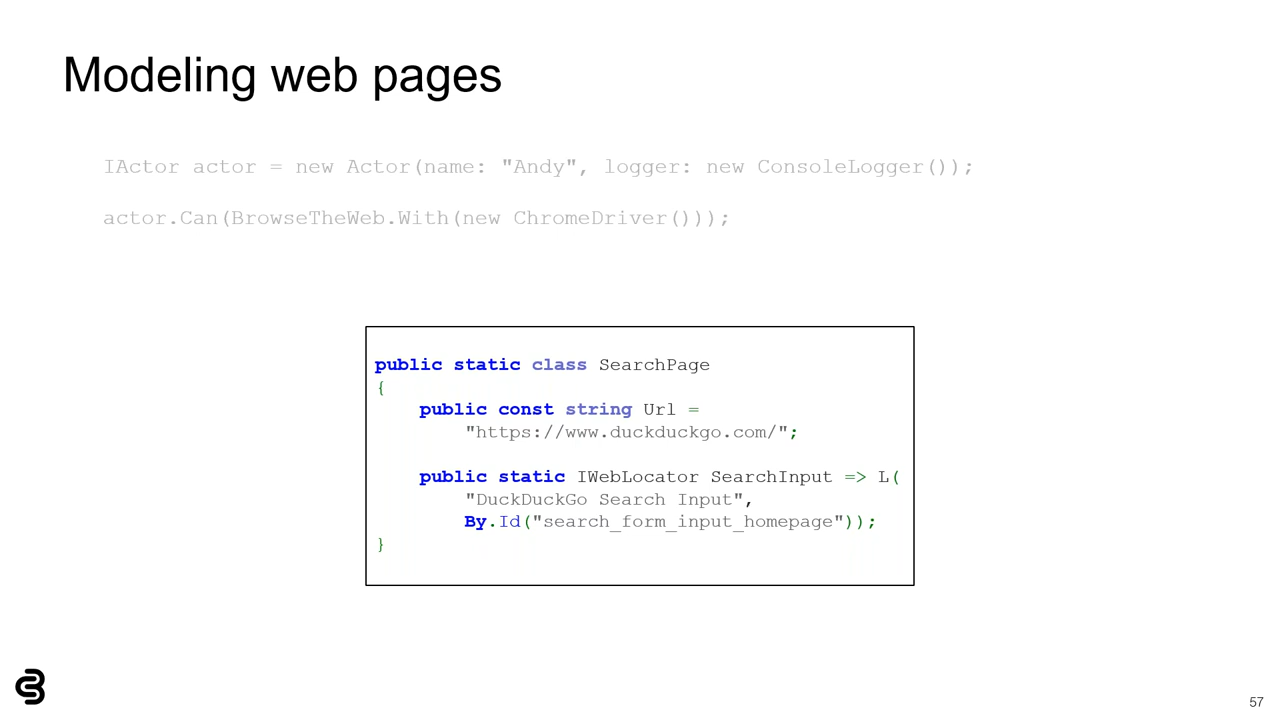 Modeling web pages
IActor actor = new Actor(name: "Andy", logger: new ConsoleLogger());
actor.Can(BrowseTheWeb.With(new ChromeDriver()));
public static class SearchPage
{
    public const string Url =
        "https://www.duckduckgo.com/";
    public static IWebLocator SearchInput => L(
        "DuckDuckGo Search Input",
        By.Id("search_form_input_homepage"));
}
57